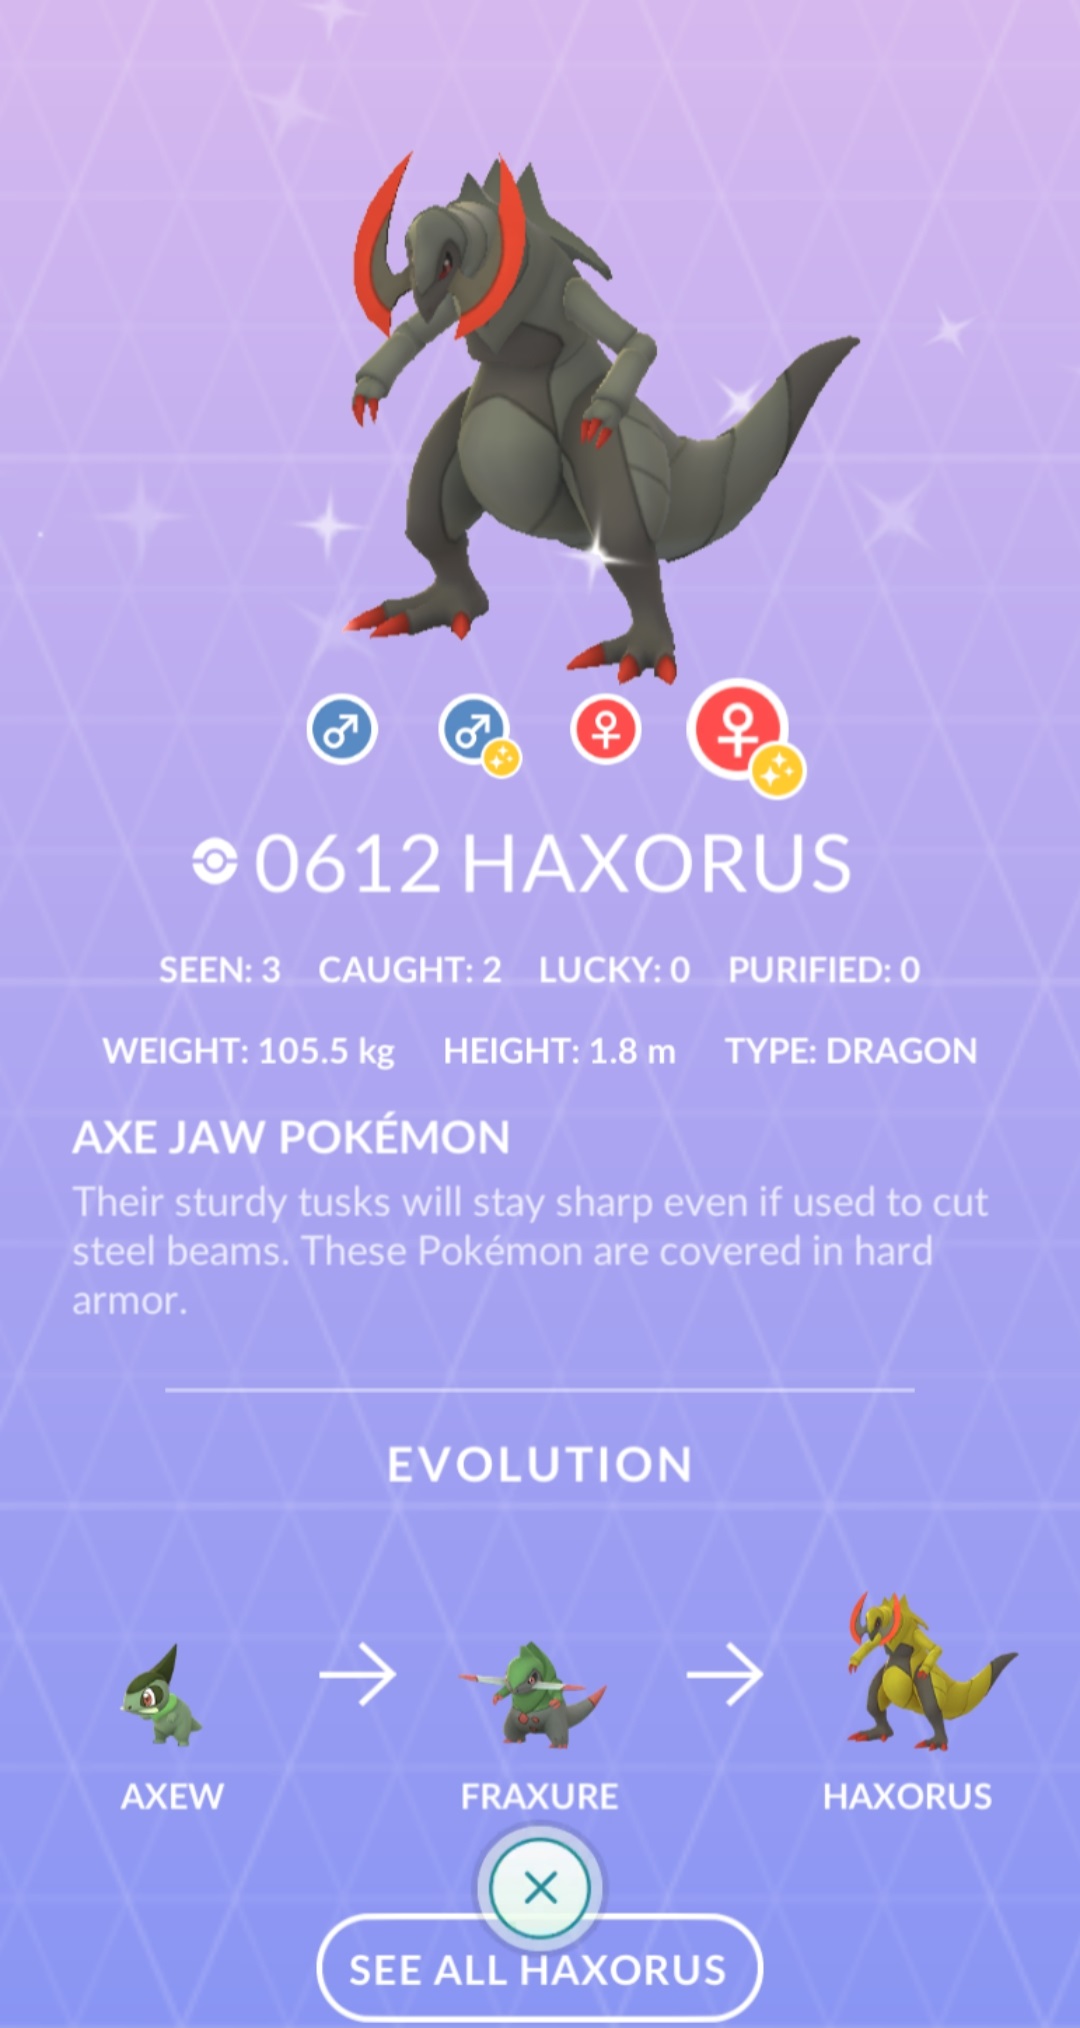 0612 HAXORUS
SEEN: 3 CAUGHT: 2 LUCKY: 0 PURIFIED: 0
WEIGHT: 105.5 kg HEIGHT: 1.8 m TYPE: DRAGON
AXE JAW POKÉMON
Their sturdy tusks will stay sharp even if used to cut
steel beams. These Pokémon are covered in hard
armor.
EVOLUTION
AXEW FRAXURE HAXORUS
SEE ALL HAXORUS